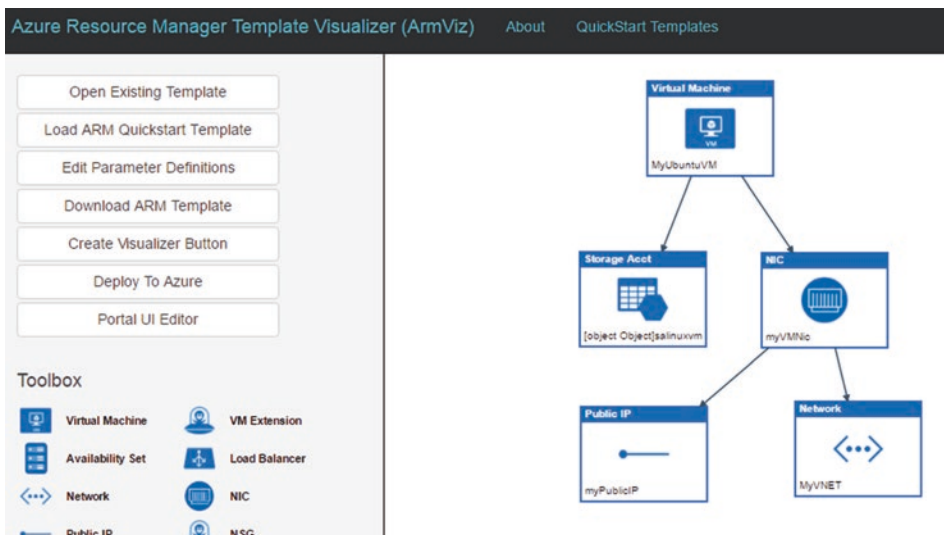 Azure Resource Manager Template Visualizer (ArmViz) About QuickStart Templates
Open Existing Template
Load ARM Quickstart Template
Edit Parameter Definitions
Download ARM Template
Create Visualizer Button
Deploy To Azure
Portal UI Editor
Toolbox
Virtual Machine VM Extension
Availability Set Load Balancer
Network NIC
Public IP NSG
Virtual Machine
VM
MyUbuntuVM
Storage Acct
[object Object]salinuxvm
NIC
myVMNic
Public IP
myPublicIP
Network
MyVNET